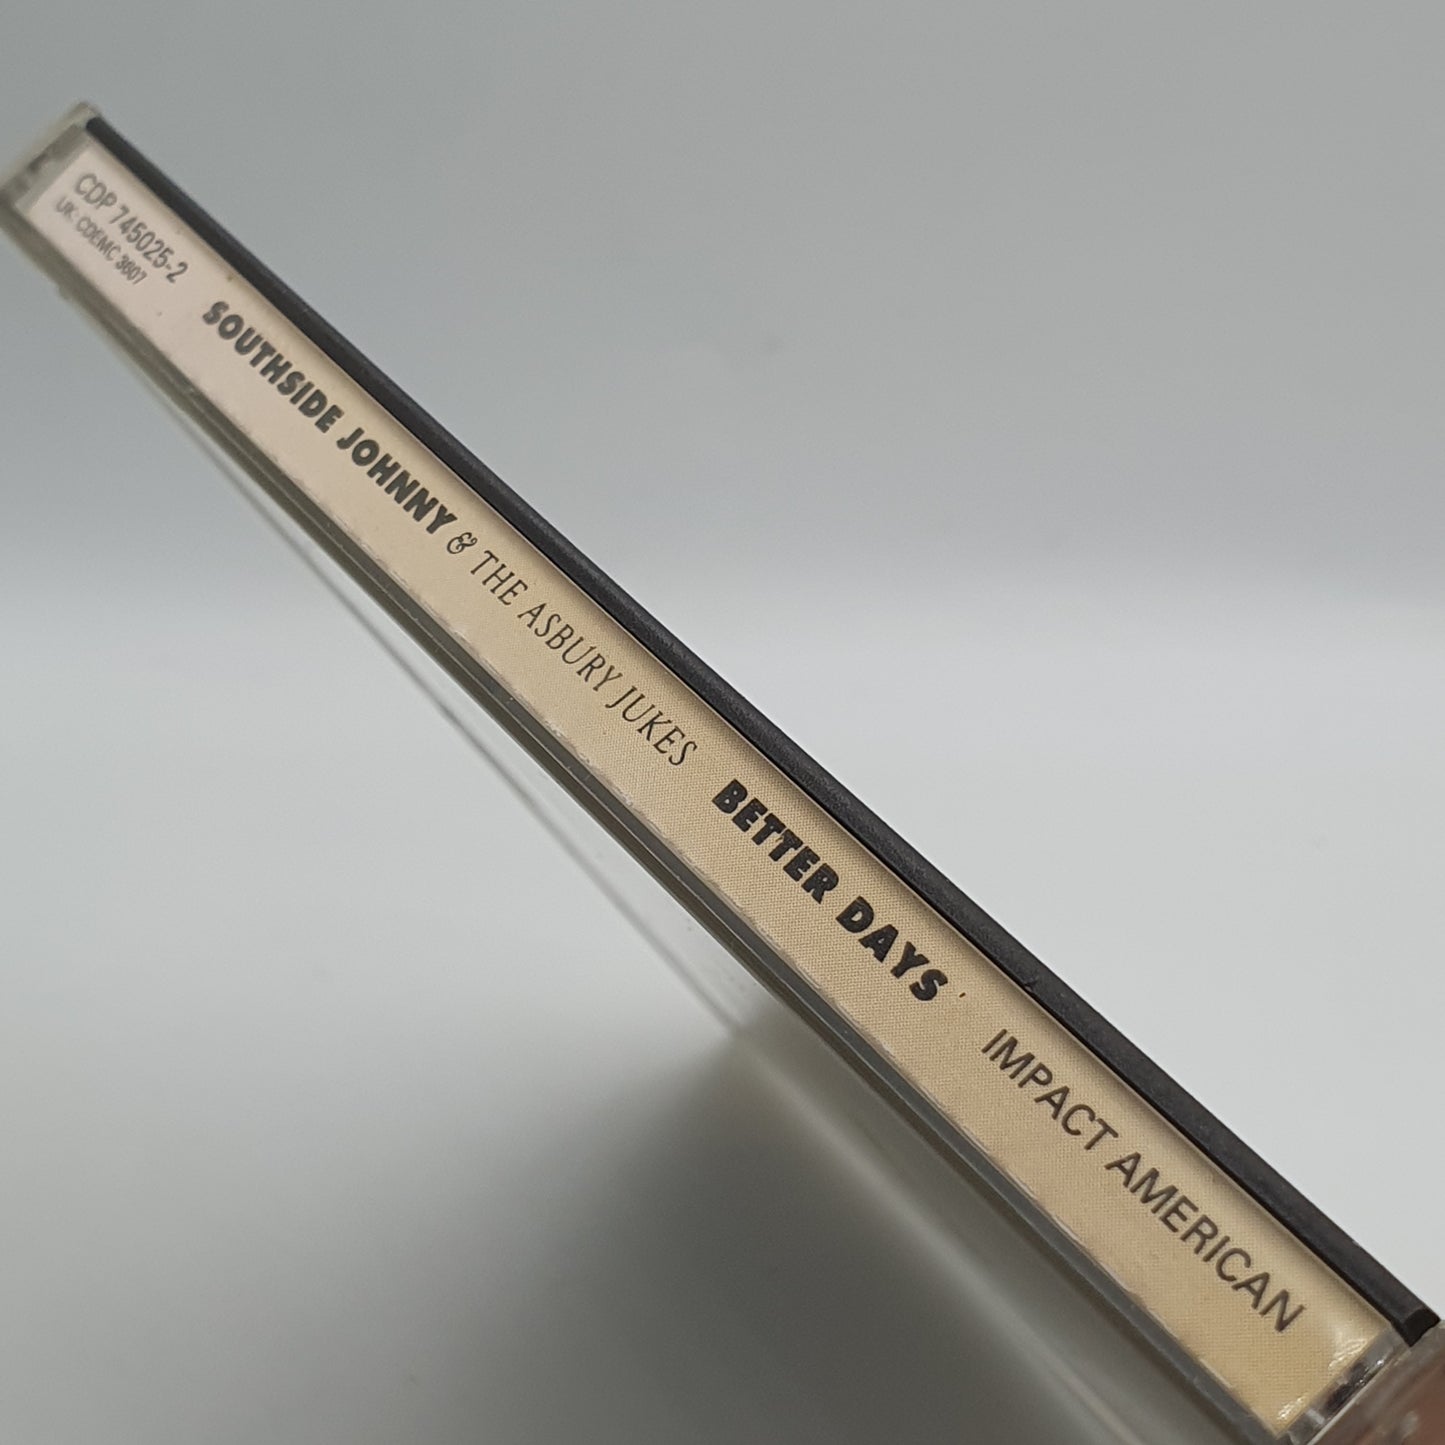 CDP 745025-2
UK: CDEMC 3607
SOUTHSIDE JOHNNY & THE ASBURY JUKES BETTER DAYS IMPACT AMERICAN